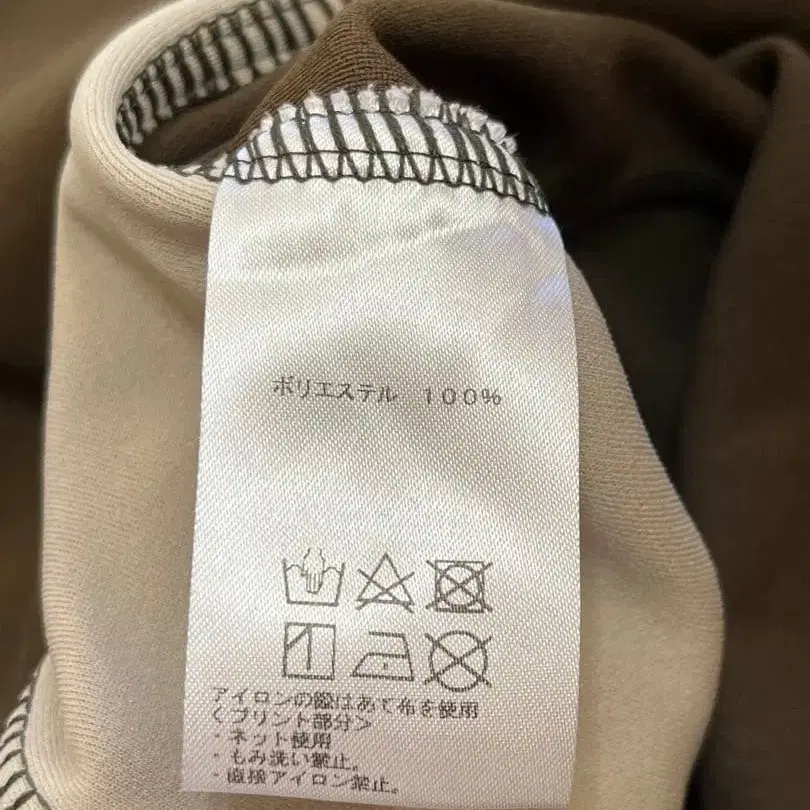 ポリエステル　１００％
アイロンの際はあて布を使用
＜プリント部分＞
・ネット使用
・もみ洗い禁止。
・直接アイロン禁止。